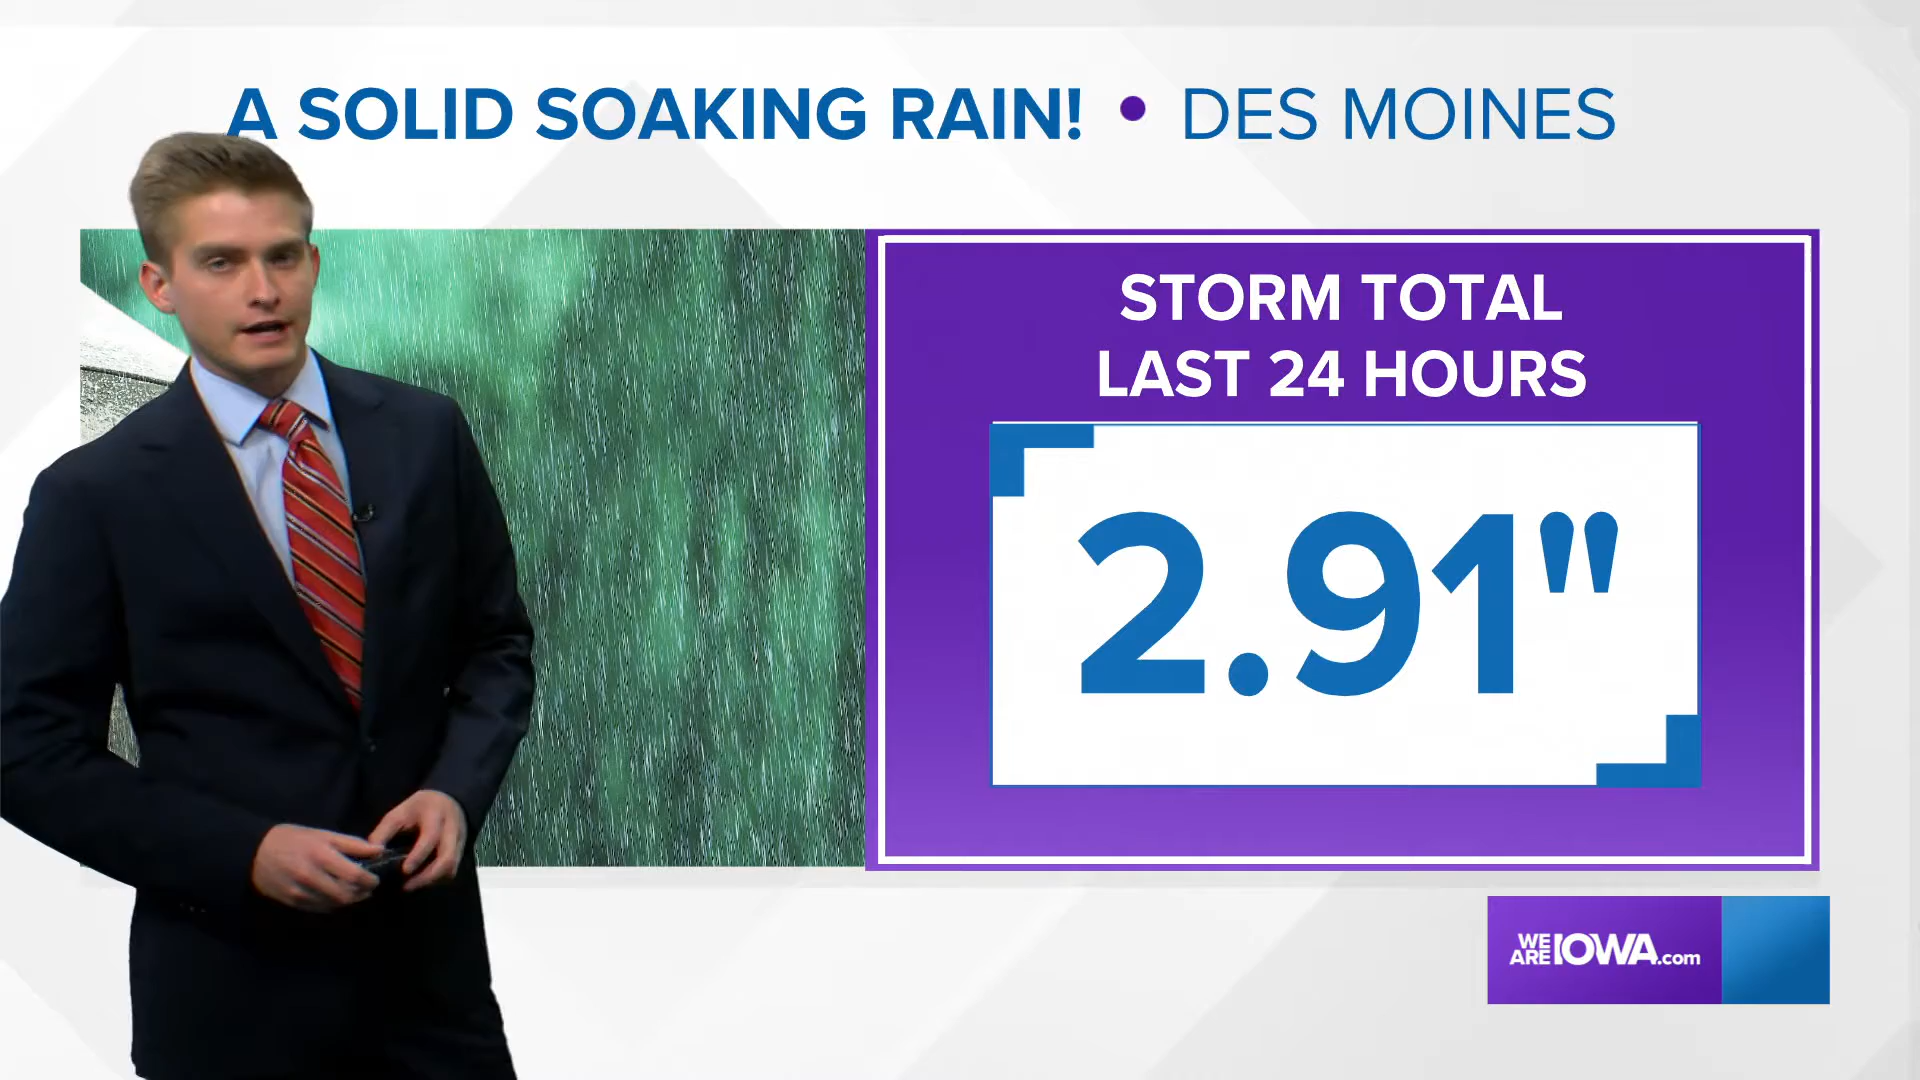 A SOLID SOAKING RAIN! • DES MOINES
STORM TOTAL
LAST 24 HOURS
2.91"
WE ARE IOWA.com